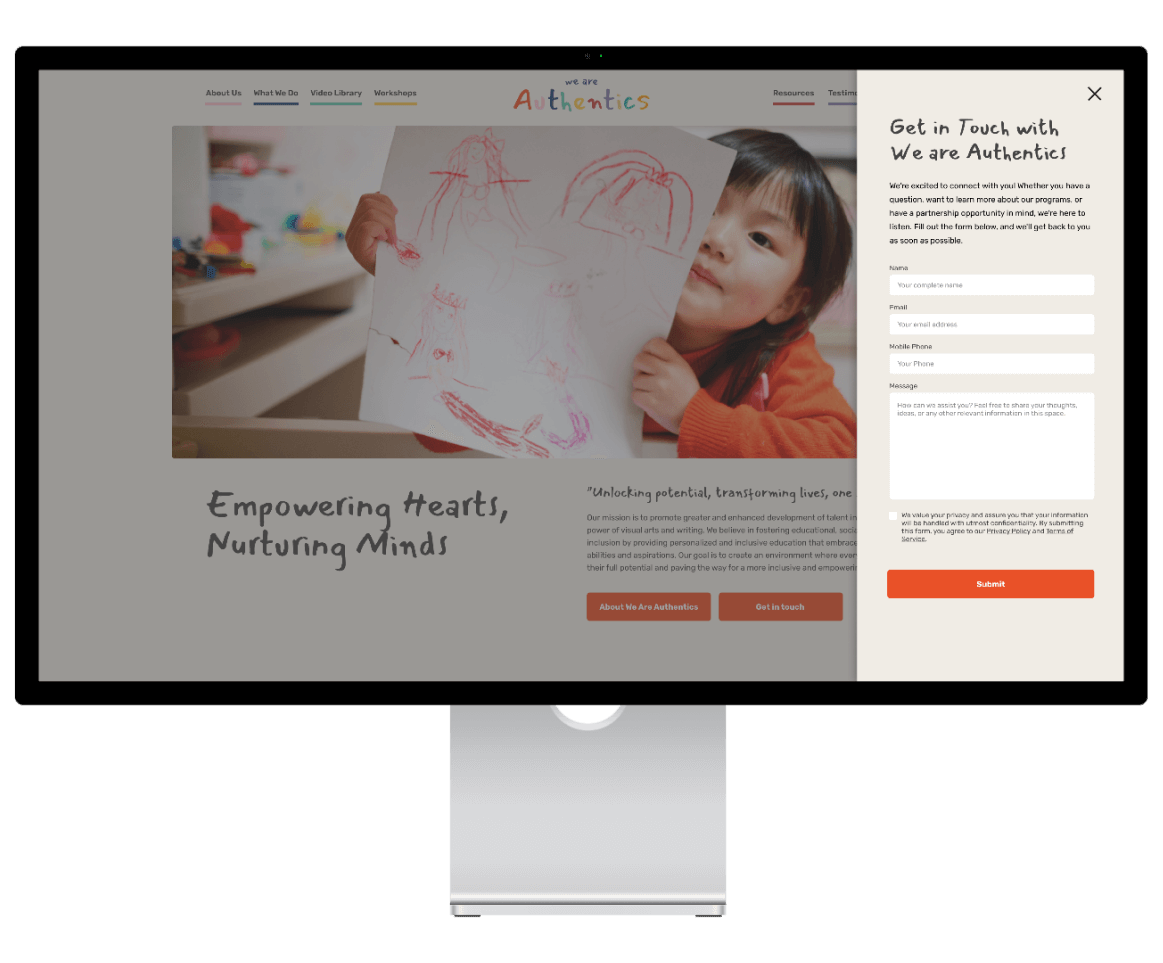 About Us
What We Do
Video Library
Workshops
we are
Authentics
Resources
Testimo
Empowering Hearts,
Nurturing Minds
"Unlocking potential, transforming lives, one
Our mission is to promote greater and enhanced development of talent in
power of visual arts and writing. We believe in fostering educational, soci
inclusion by providing personalized and inclusive education that embrace
abilities and aspirations. Our goal is to create an environment where ever
their full potential and paving the way for a more inclusive and empowerin
About We Are Authentics
Get in touch
Get in Touch with
We are Authentics
We're excited to connect with you! Whether you have a
question, want to learn more about our programs, or
have a partnership opportunity in mind, we're here to
listen. Fill out the form below, and we'll get back to you
as soon as possible.
Name
Your complete name
Email
Your email address
Mobile Phone
Your Phone
Message
How can we assist you? Feel free to share your thoughts,
ideas, or any other relevant information in this space.
We value your privacy and assure you that your information
will be handled with utmost confidentiality. By submitting
this form, you agree to our Privacy Policy and Terms of
Service.
Submit